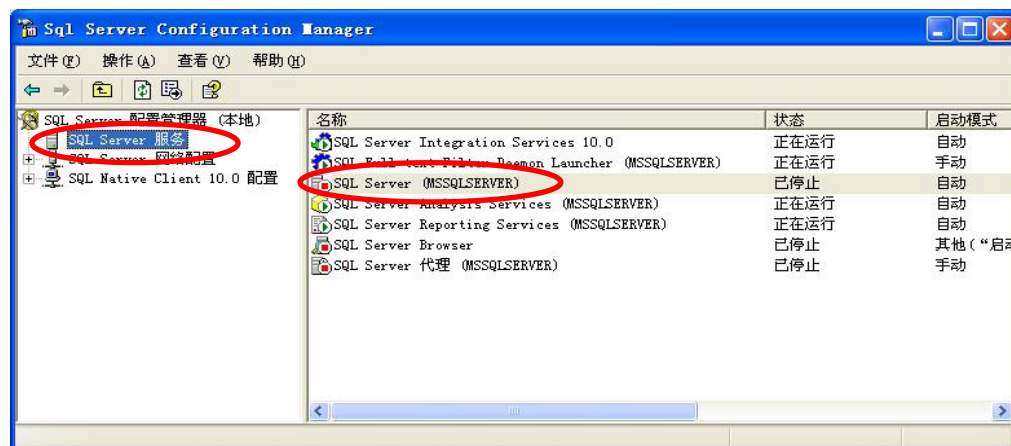 Sql Server Configuration Manager
文件(F) 操作(A) 查看(V) 帮助(H)
SQL Server 配置管理器 (本地)
SQL Server 服务
SQL Server 网络配置
SQL Native Client 10.0 配置
名称 状态 启动模式
SQL Server Integration Services 10.0 正在运行 自动
SQL Full-text Filter Daemon Launcher (MSSQLSERVER) 正在运行 手动
SQL Server (MSSQLSERVER) 已停止 自动
SQL Server Analysis Services (MSSQLSERVER) 正在运行 自动
SQL Server Reporting Services (MSSQLSERVER) 正在运行 自动
SQL Server Browser 已停止 其他(“启动
SQL Server 代理 (MSSQLSERVER) 已停止 手动